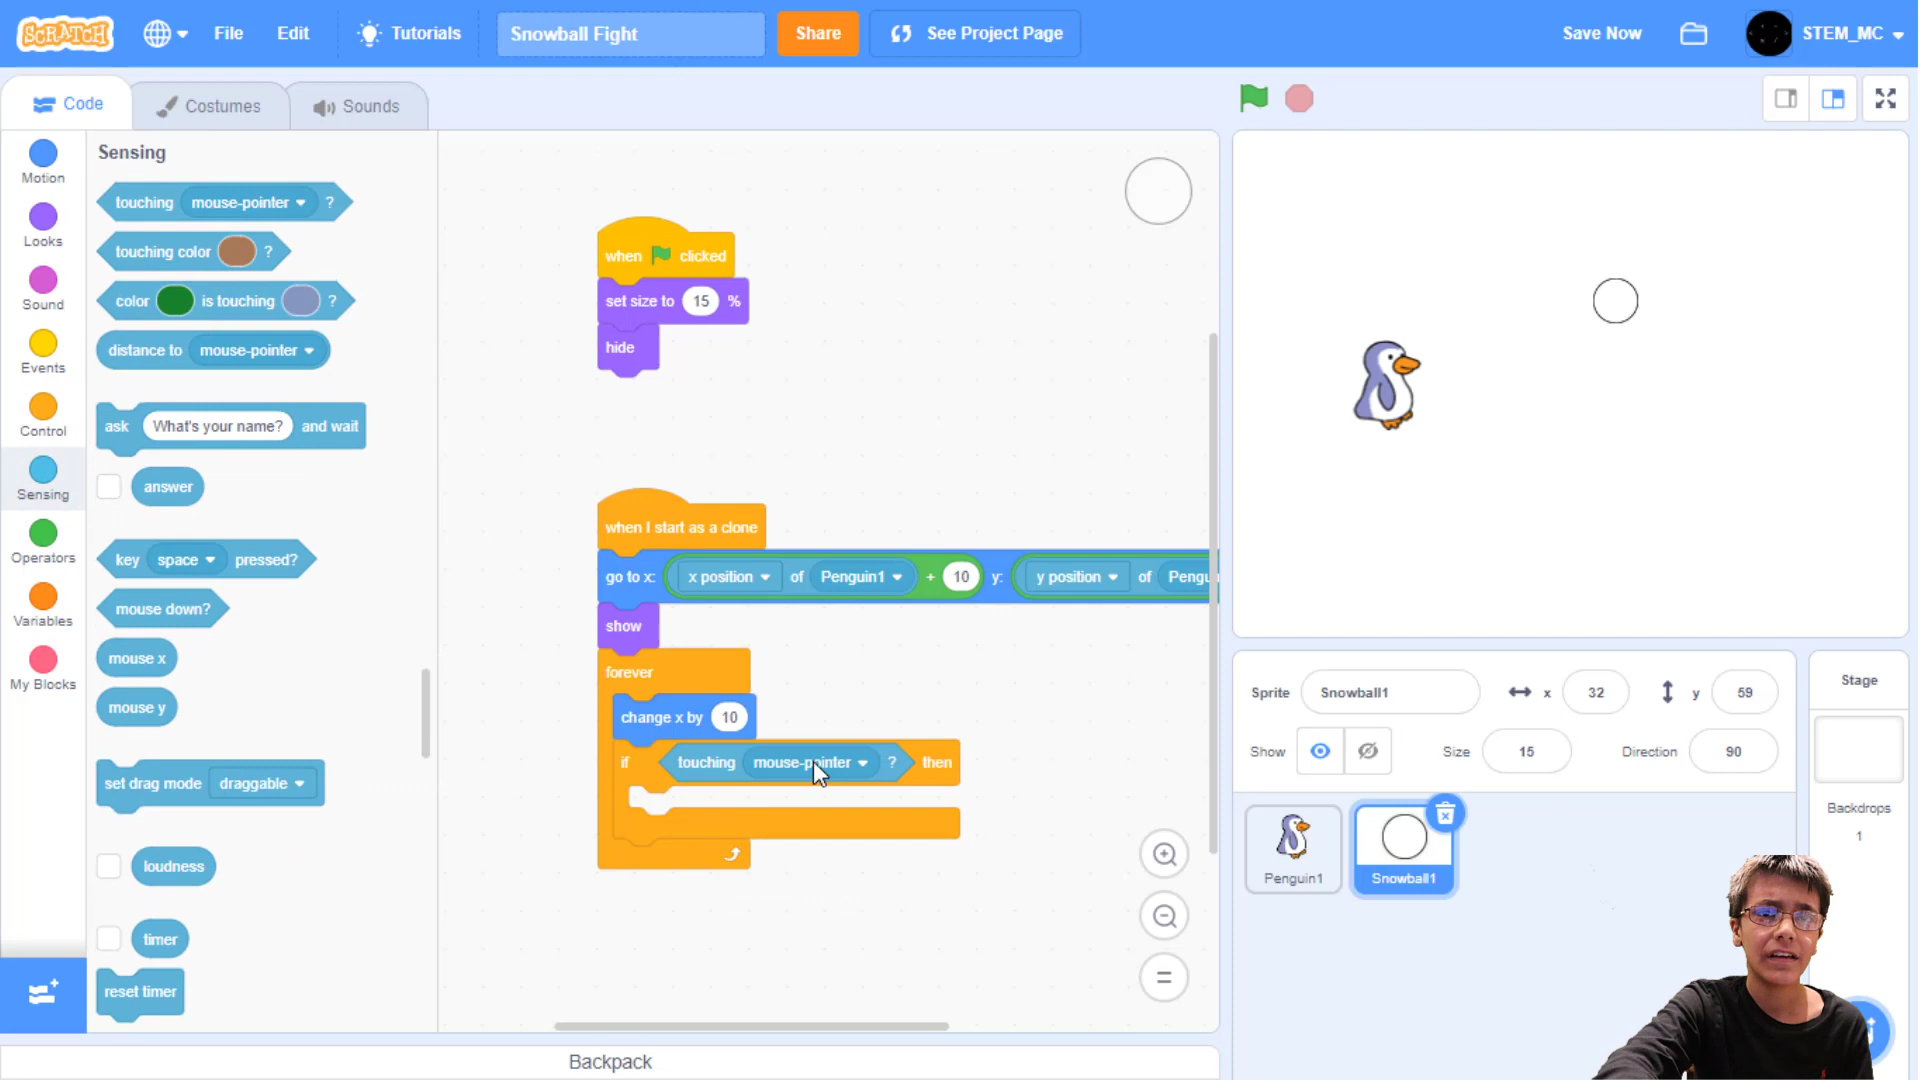 SCRATCH File Edit Tutorials Snowball Fight Share See Project Page Save Now STEM_MC
Code Costumes Sounds
Motion
Looks
Sound
Events
Control
Sensing
Operators
Variables
My Blocks
Sensing
touching mouse-pointer ?
touching color ?
color is touching ?
distance to mouse-pointer
ask What's your name? and wait
answer
key space pressed?
mouse down?
mouse x
mouse y
set drag mode draggable
loudness
timer
reset timer
when clicked
set size to 15 %
hide
when I start as a clone
go to x: x position of Penguin1 + 10 y: y position of Pengu
show
forever
change x by 10
if touching mouse-pointer ? then
=
Backpack
Sprite Snowball1 x 32 y 59
Show Size 15 Direction 90
Penguin1
Snowball1
Stage
Backdrops
1